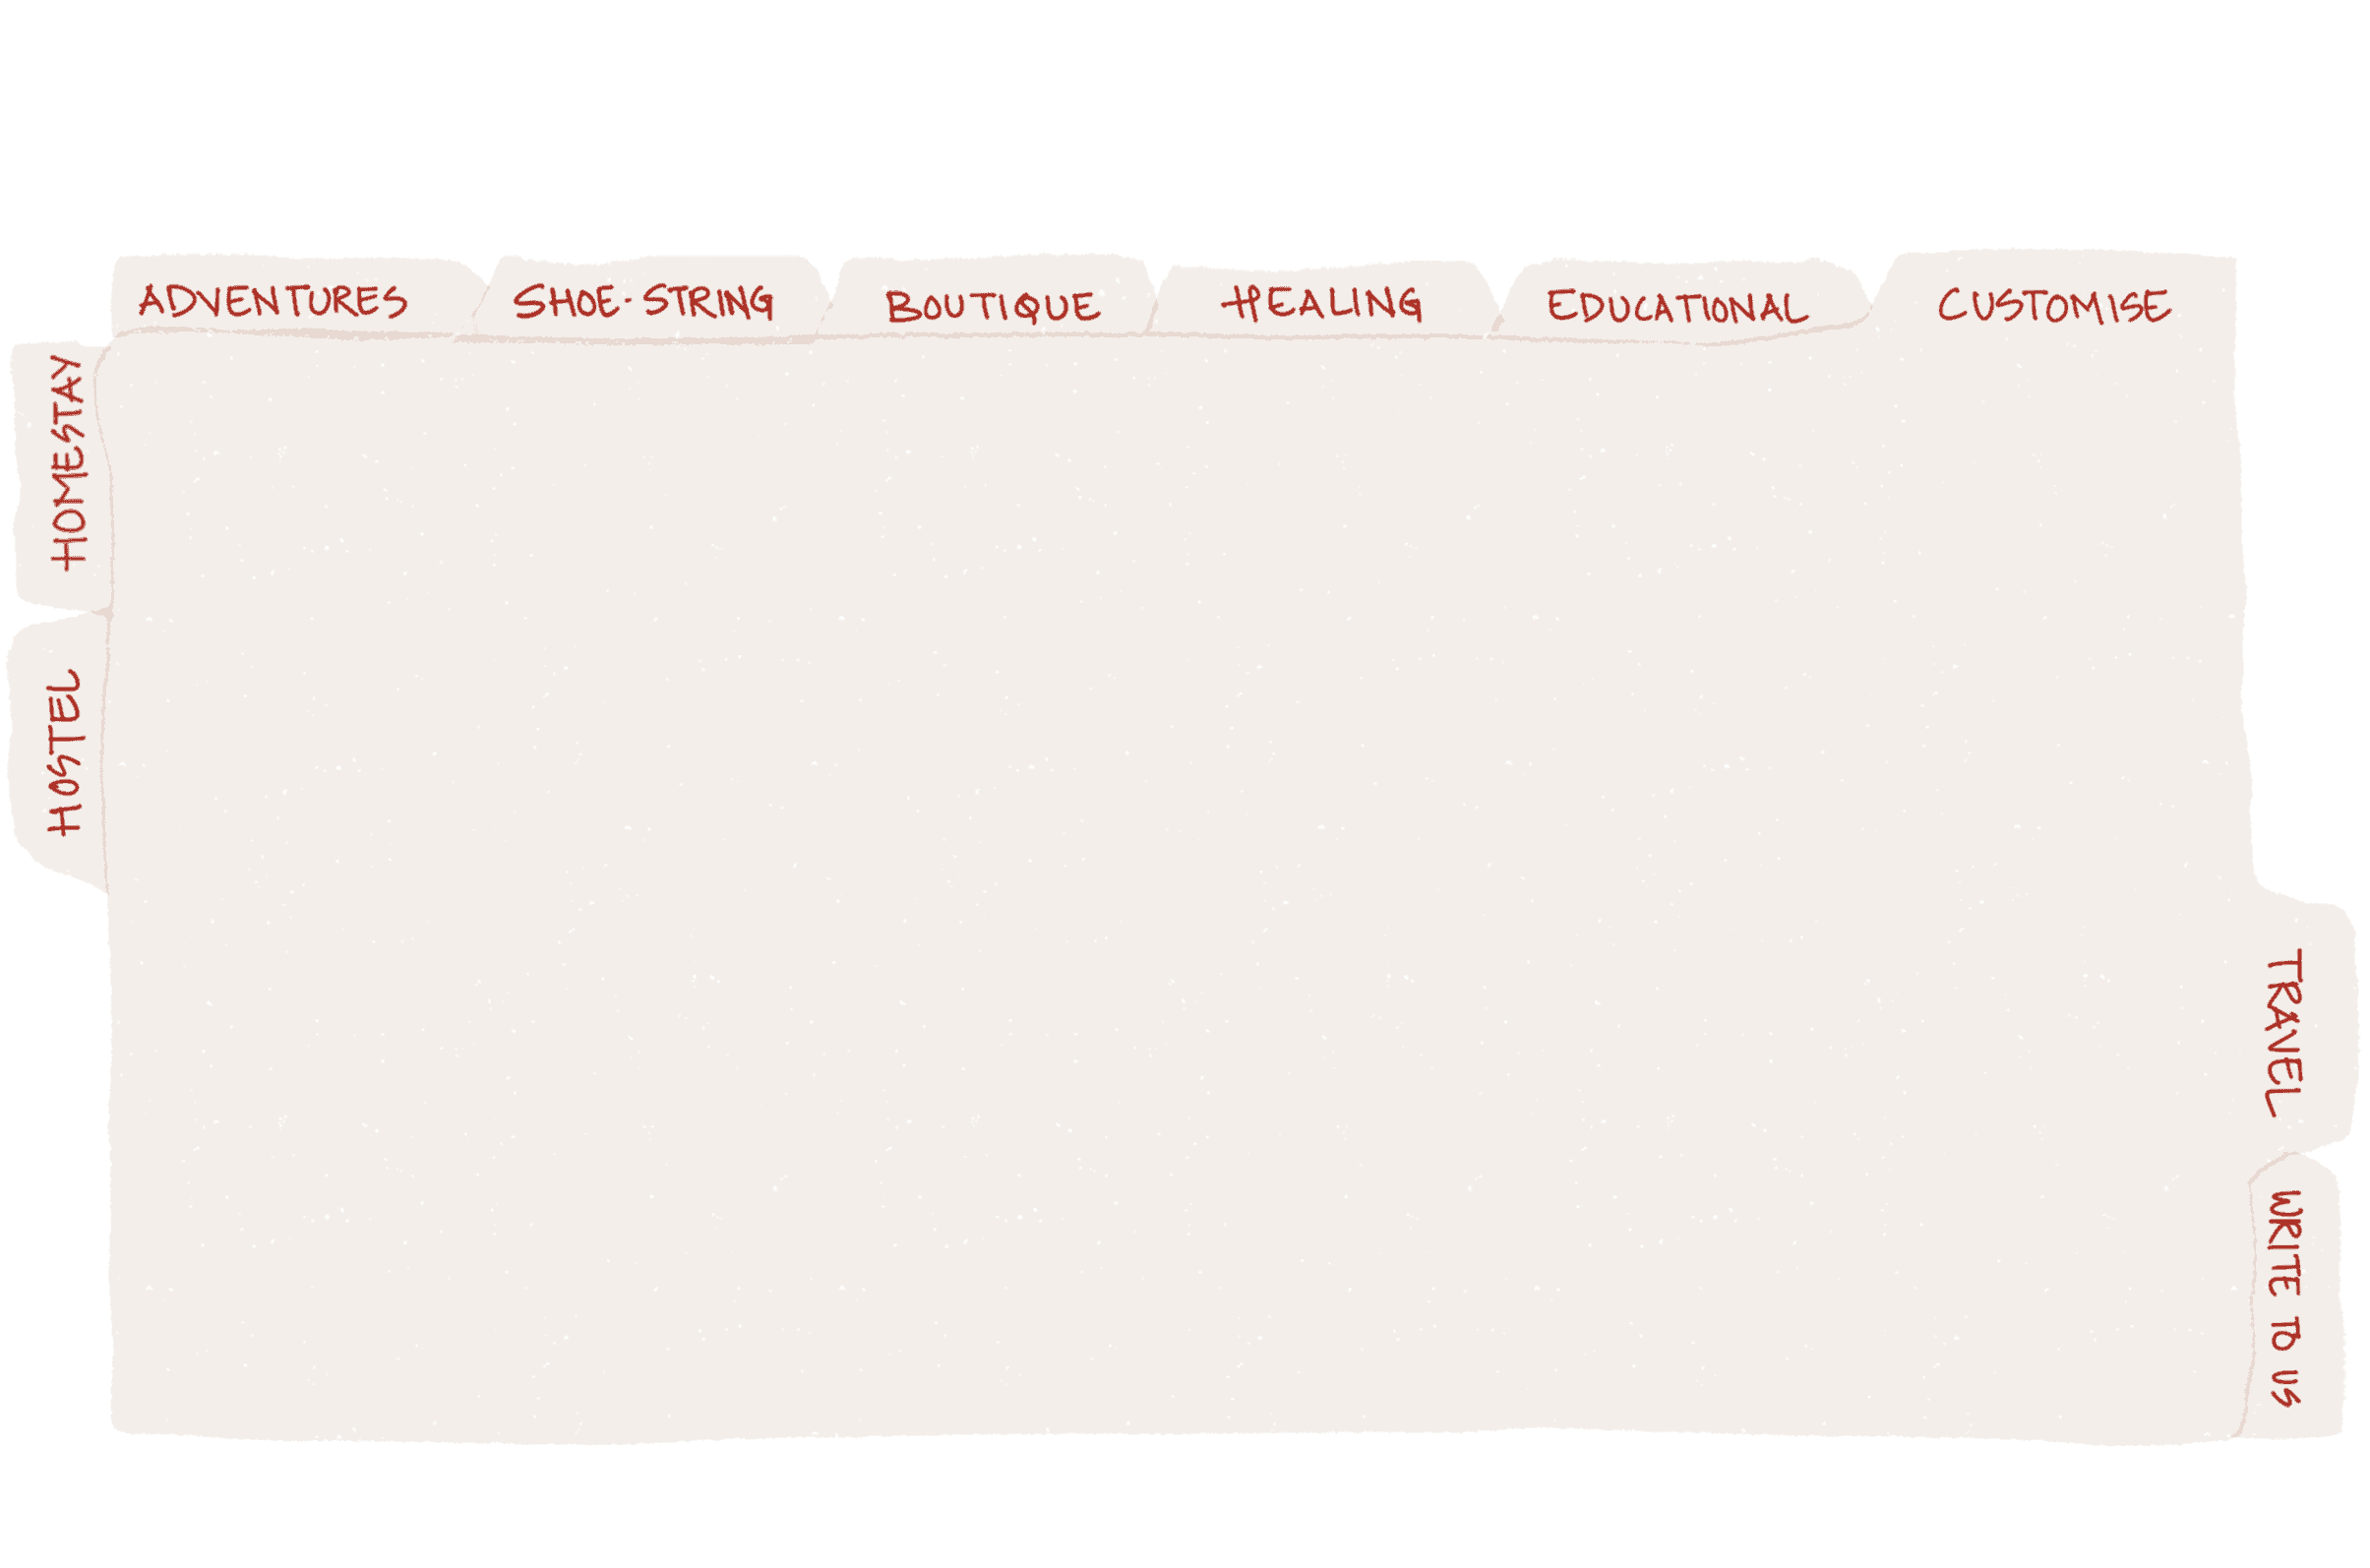 ADVENTURES
SHOE-STRING
BOUTIQUE
HEALING
EDUCATIONAL
CUSTOMISE
HOMESTAY
HOSTEL
TRAVEL
WRITE TO US